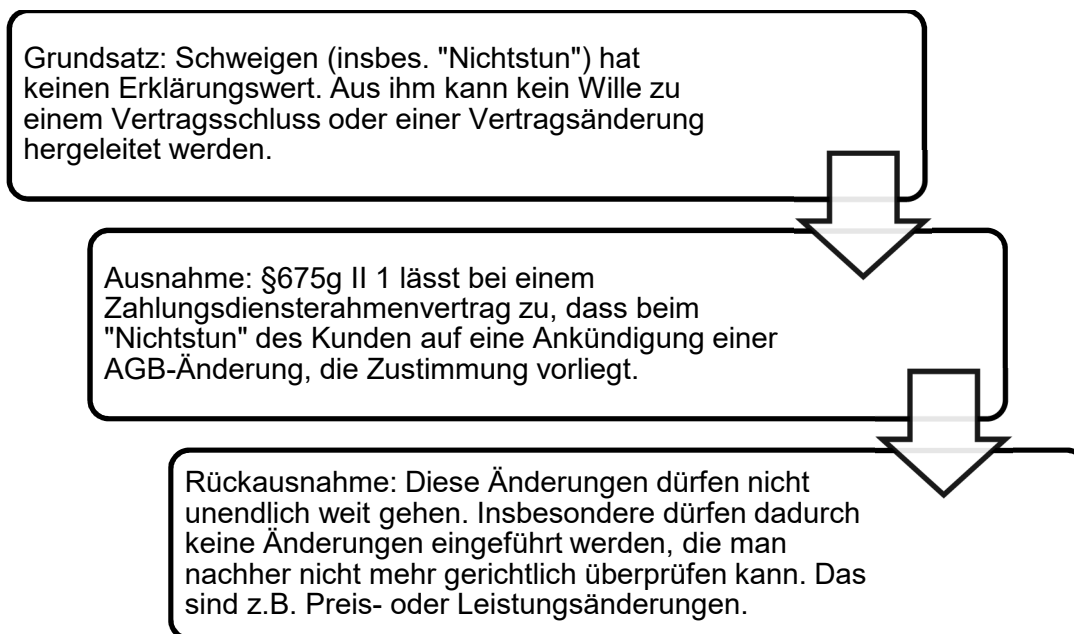 Grundsatz: Schweigen (insbes. "Nichtstun") hat
keinen Erklärungswert. Aus ihm kann kein Wille zu
einem Vertragsschluss oder einer Vertragsänderung
hergeleitet werden.
Ausnahme: §675g II 1 lässt bei einem
Zahlungsdiensterahmenvertrag zu, dass beim
"Nichtstun" des Kunden auf eine Ankündigung einer
AGB-Änderung, die Zustimmung vorliegt.
Rückausnahme: Diese Änderungen dürfen nicht
unendlich weit gehen. Insbesondere dürfen dadurch
keine Änderungen eingeführt werden, die man
nachher nicht mehr gerichtlich überprüfen kann. Das
sind z.B. Preis- oder Leistungsänderungen.